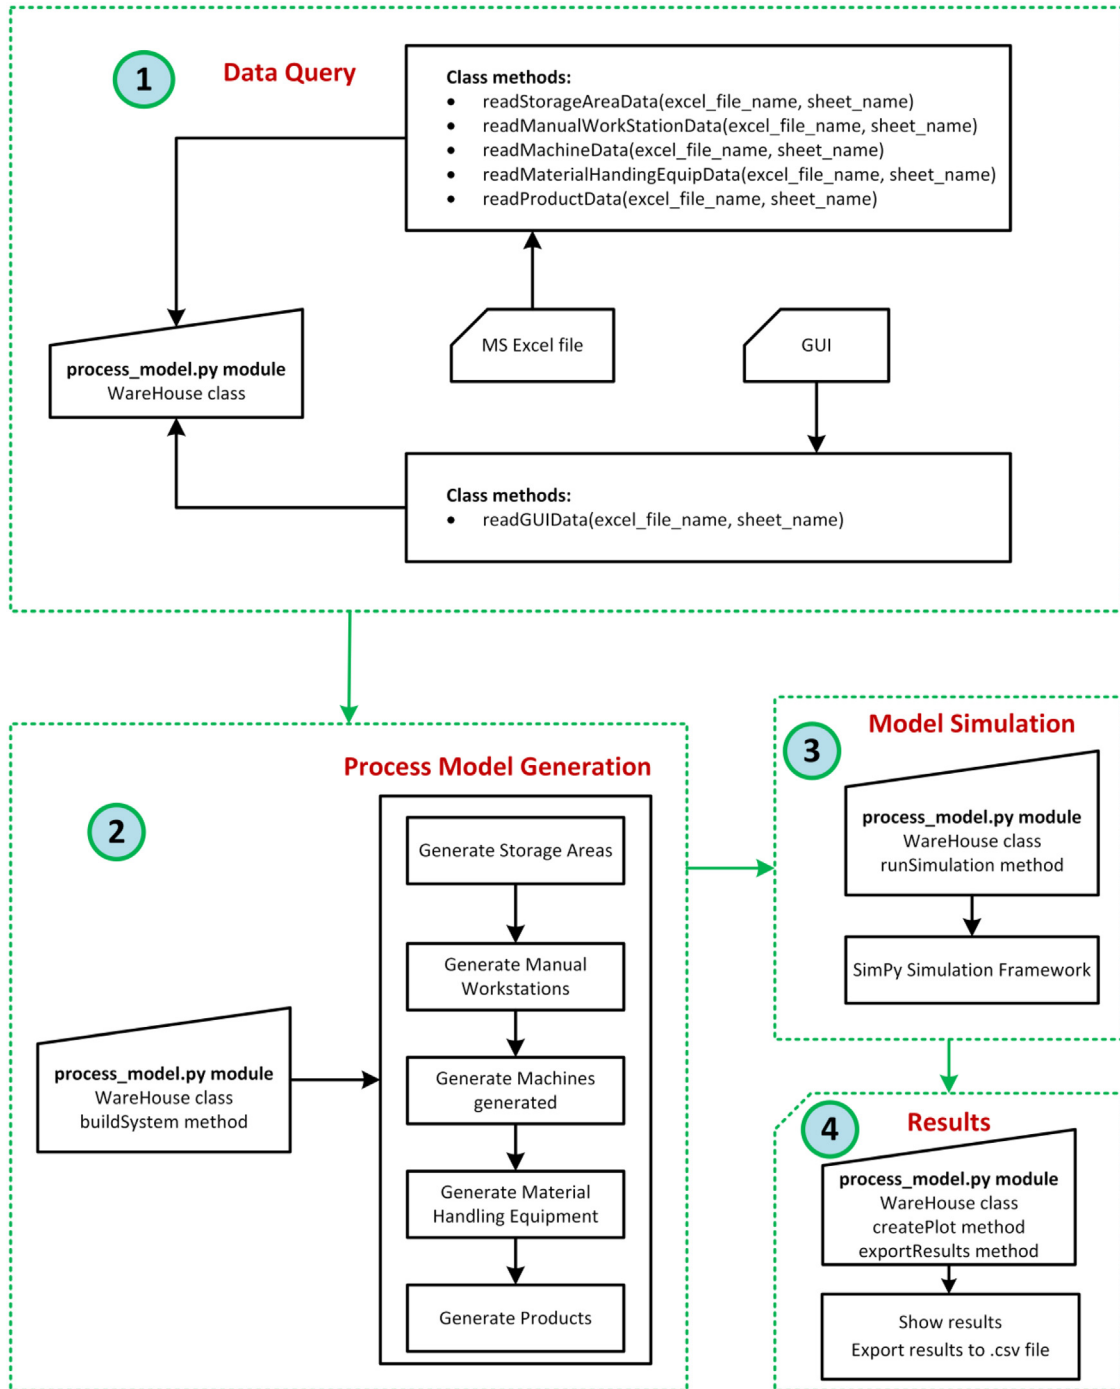 1
Data Query
Class methods:
• readStorageAreaData(excel_file_name, sheet_name)
• readManualWorkStationData(excel_file_name, sheet_name)
• readMachineData(excel_file_name, sheet_name)
• readMaterialHandingEquipData(excel_file_name, sheet_name)
• readProductData(excel_file_name, sheet_name)
process_model.py module
WareHouse class
MS Excel file
GUI
Class methods:
• readGUIData(excel_file_name, sheet_name)
2
Process Model Generation
process_model.py module
WareHouse class
buildSystem method
Generate Storage Areas
Generate Manual
Workstations
Generate Machines
generated
Generate Material
Handling Equipment
Generate Products
3
Model Simulation
process_model.py module
WareHouse class
runSimulation method
SimPy Simulation Framework
4
Results
process_model.py module
WareHouse class
createPlot method
exportResults method
Show results
Export results to .csv file